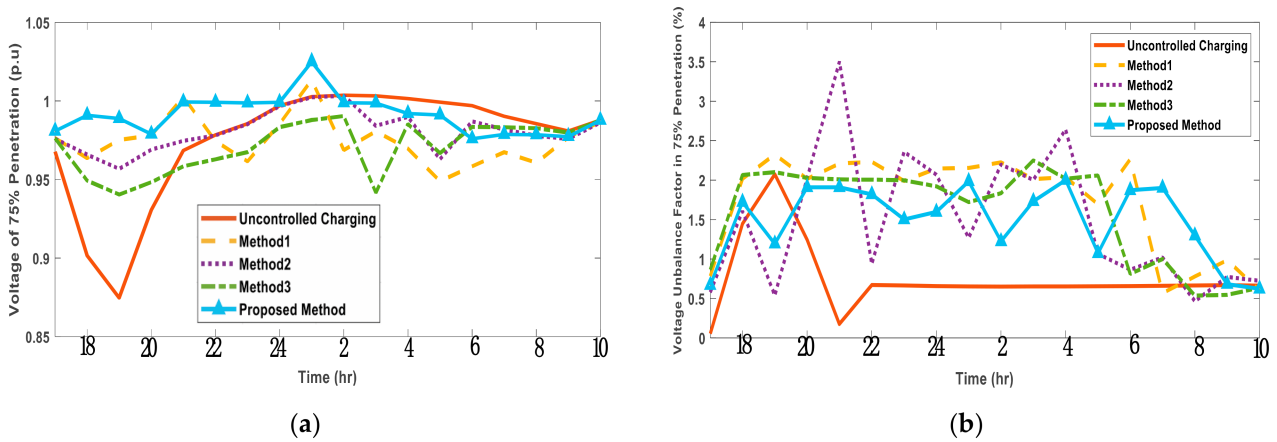 Voltage of 75% Penetration (p.u)
1.05
1
0.95
0.9
0.85
Uncontrolled Charging
Method1
Method2
Method3
Proposed Method
18 20 22 24 2 4 6 8 10
Time (hr)
(a)
Voltage Unbalance Factor in 75% Penetration (%)
4
3.5
3
2.5
2
1.5
1
0.5
0
Uncontrolled Charging
Method1
Method2
Method3
Proposed Method
18 20 22 24 2 4 6 8 10
Time (hr)
(b)